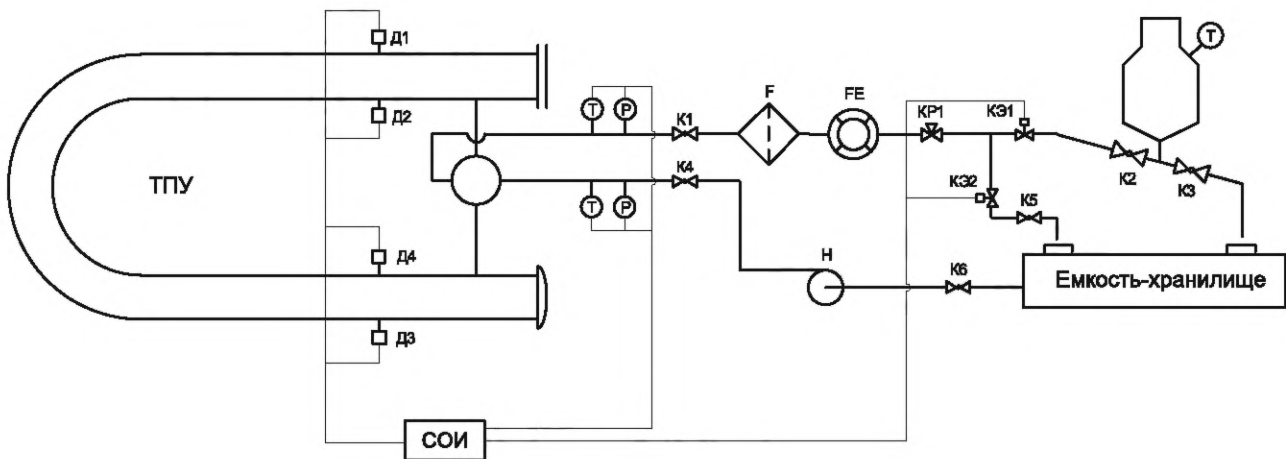 Д1
Д2
ТПУ
Д4
Д3
СОИ
Т
Р
К1
К4
Т
Р
F
FE
КР1
КЭ1
КЭ2
К5
К2
К3
Т
Н
К6
Емкость-хранилище